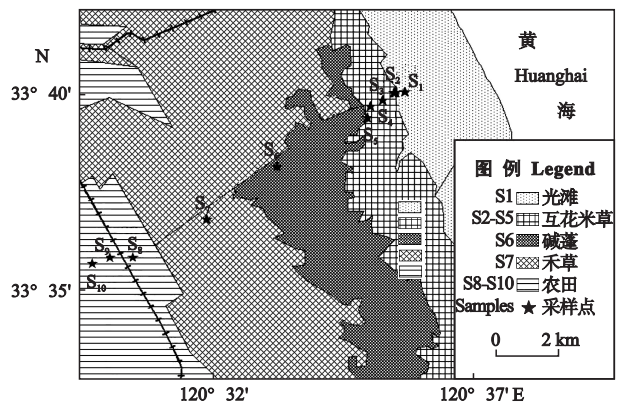 黄
Huanghai
海
N
33° 40'
33° 35'
120° 32'
120° 37' E
S1
S2
S3
S4
S5
S8
S9
S10
图 例 Legend
S1 光滩
S2-S5 互花米草
S6 碱蓬
S7 禾草
S8-S10 农田
Samples ★ 采样点
0 2 km